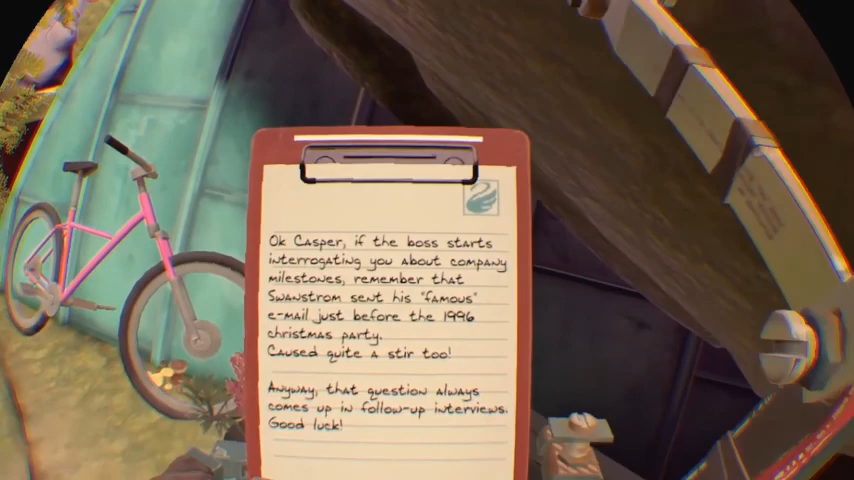 Ok Casper, if the boss starts
interrogating you about company
milestones, remember that
Swanstrom sent his "famous"
e-mail just before the 1996
christmas party.
Caused quite a stir too!
Anyway, that question always
comes up in follow-up interviews.
Good luck!